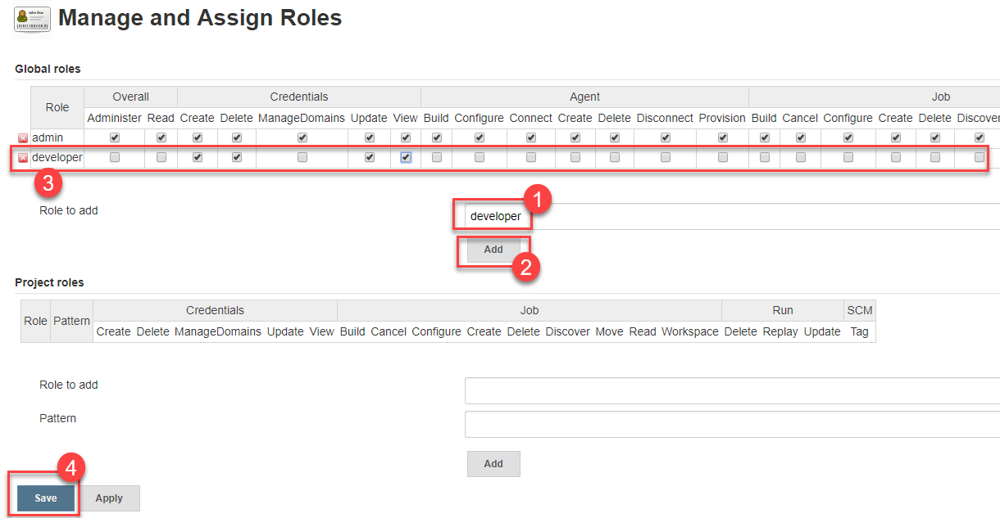 Manage and Assign Roles
Global roles
Role Overall Credentials Agent Job
Administer Read Create Delete ManageDomains Update View Build Configure Connect Create Delete Disconnect Provision Build Cancel Configure Create Delete Discover
admin
developer
3
Role to add
developer
1
Add
2
Project roles
Role Pattern Credentials Job Run SCM
Create Delete ManageDomains Update View Build Cancel Configure Create Delete Discover Move Read Workspace Delete Replay Update Tag
Role to add
Pattern
Add
4
Save Apply